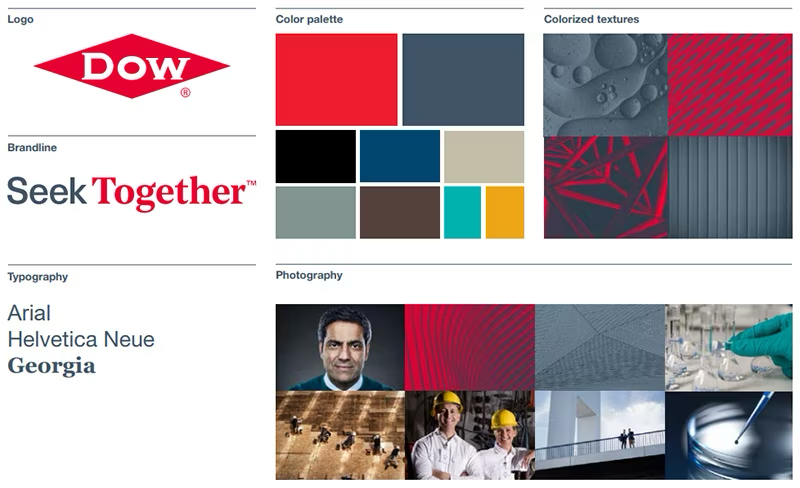 Logo
DOW
®
Brandline
Seek Together™
Typography
Arial
Helvetica Neue
Georgia
Color palette
Colorized textures
Photography